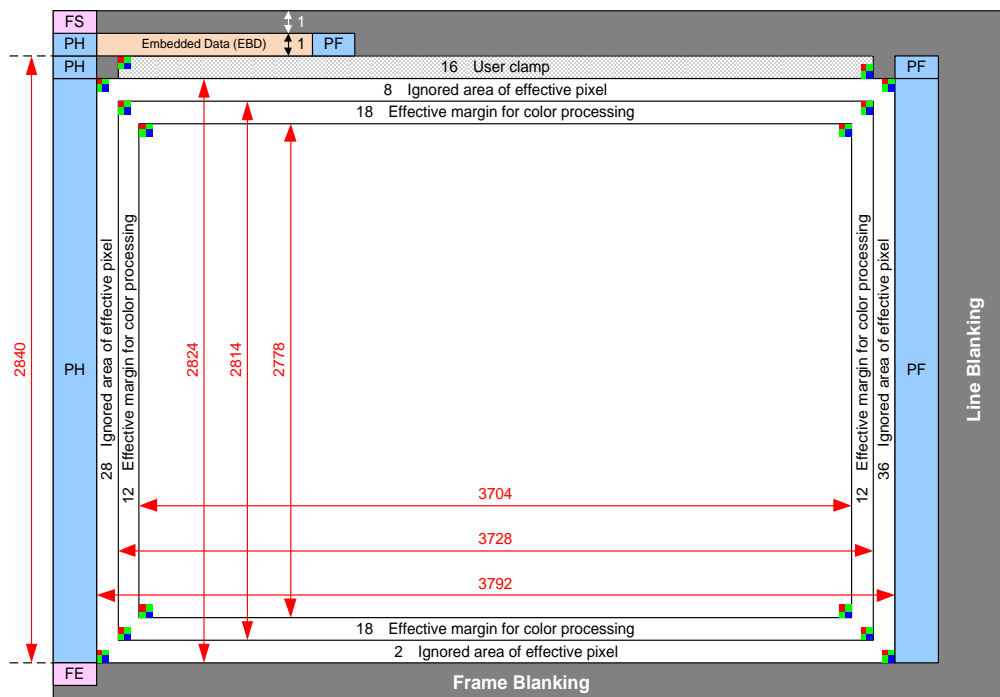 FS
1
PH
Embedded Data (EBD)
1
PF
PH
16 User clamp
PF
8 Ignored area of effective pixel
18 Effective margin for color processing
2840
PH
28 Ignored area of effective pixel
12 Effective margin for color processing
2824
2814
2778
12 Effective margin for color processing
36 Ignored area of effective pixel
PF
Line Blanking
3704
3728
3792
18 Effective margin for color processing
2 Ignored area of effective pixel
FE
Frame Blanking